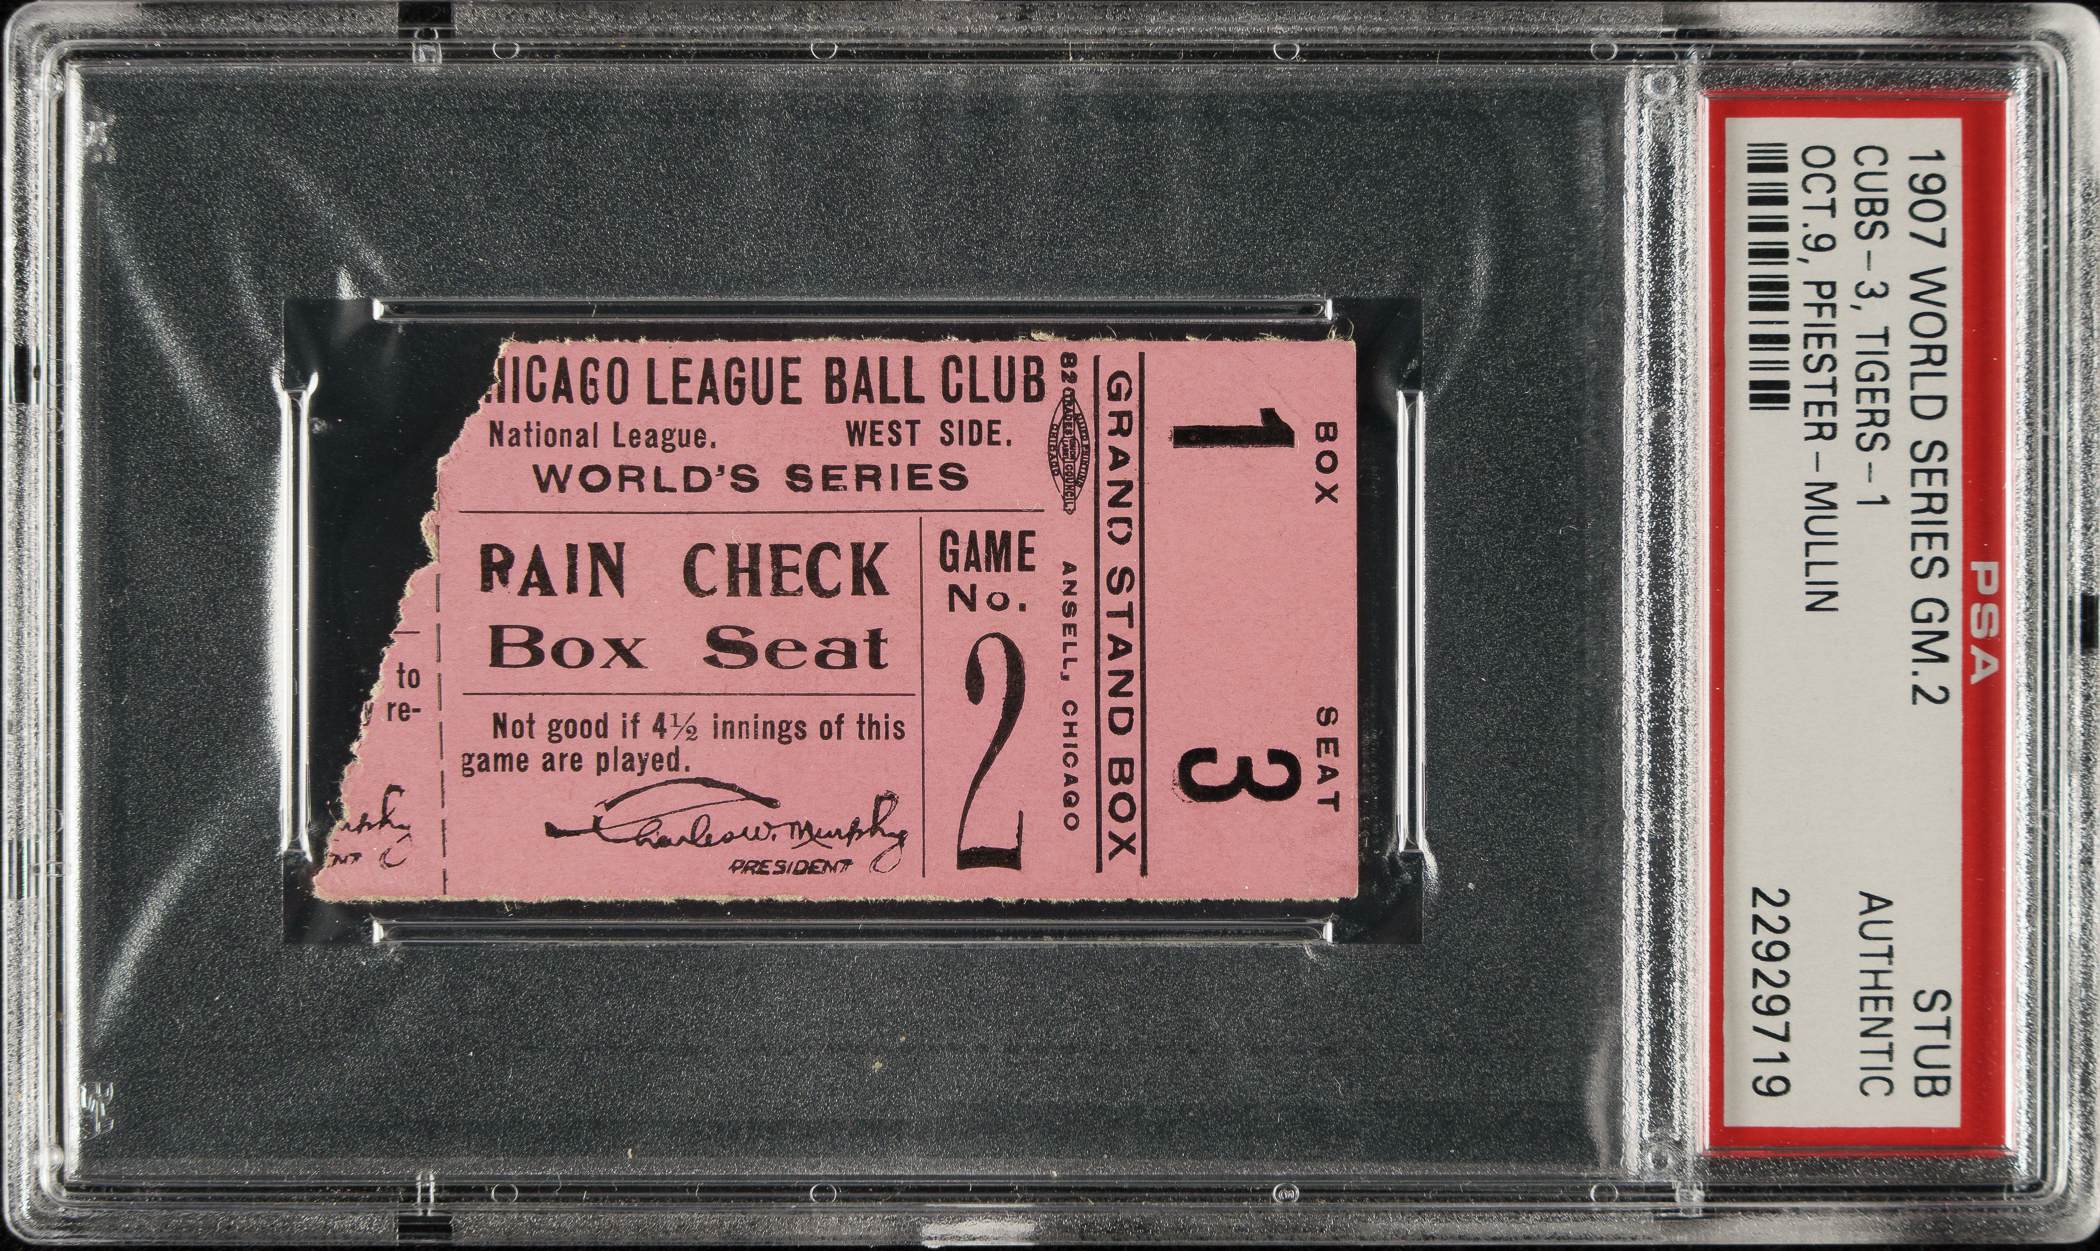 HICAGO LEAGUE BALL CLUB
National League. WEST SIDE.
WORLD'S SERIES
RAIN CHECK
Box Seat
Not good if 4½ innings of this
game are played.
Charles W. Murphy
PRESIDENT
GAME
No.
2
to
y re-
82
ANSELL, CHICAGO
GRAND STAND BOX
BOX SEAT
1 3
PSA
1907 WORLD SERIES GM.2 STUB
CUBS-3, TIGERS-1 AUTHENTIC
OCT.9, PFIESTER-MULLIN
22929719